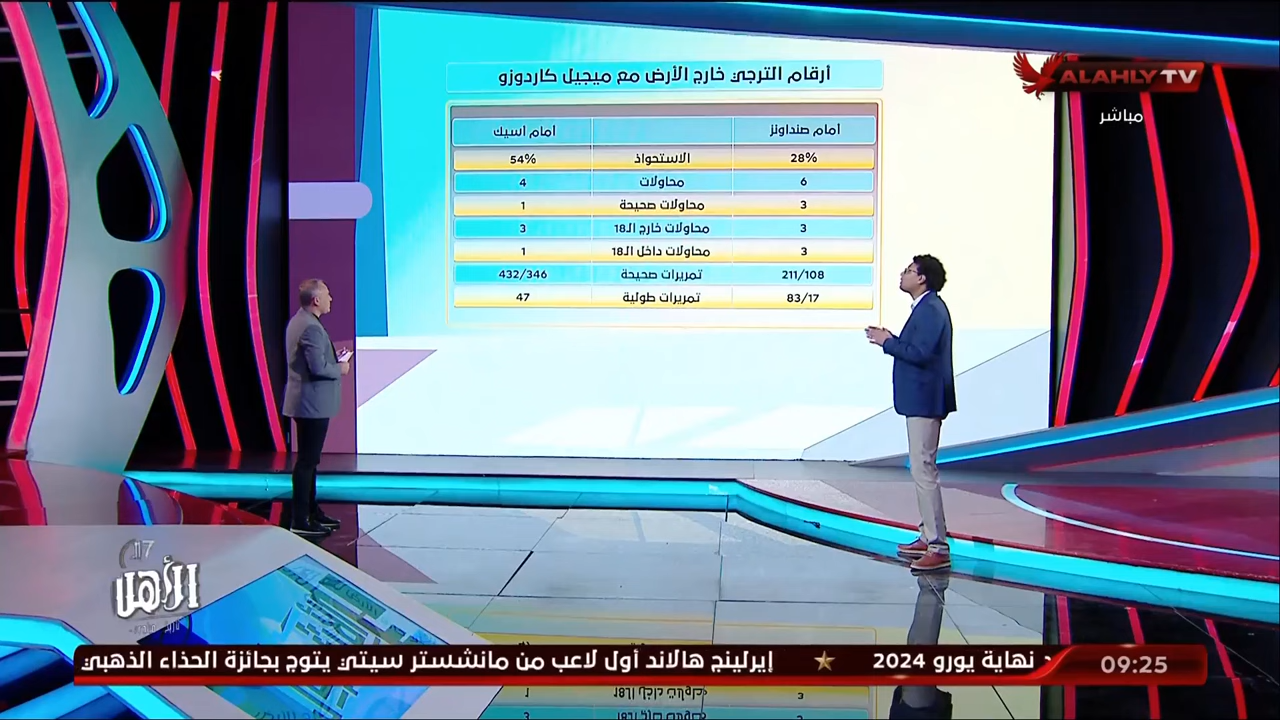 أرقام الترجي خارج الأرض مع ميجيل كاردوزو
امام صنداونز امام اسيك
28% الاستحواذ 54%
6 محاولات 4
3 محاولات صحيحة 1
3 محاولات خارج الـ18 3
3 محاولات داخل الـ18 1
211/108 تمريرات صحيحة 432/346
83/17 تمريرات طولية 47
ALAHLY TV
مباشر
17
الأهلي
نهاية يورو 2024 ★ إيرلينج هالاند أول لاعب من مانشستر سيتي يتوج بجائزة الحذاء الذهبي
09:25